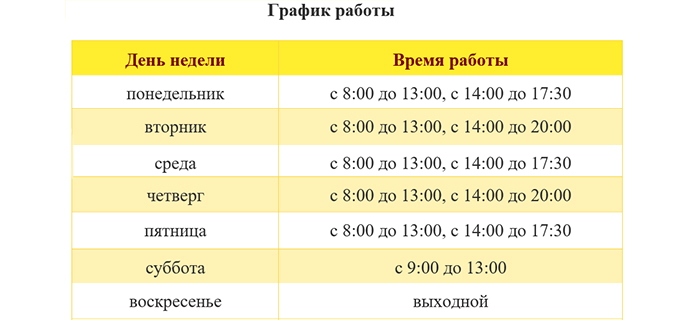 График работы
День недели Время работы
понедельник с 8:00 до 13:00, с 14:00 до 17:30
вторник с 8:00 до 13:00, с 14:00 до 20:00
среда с 8:00 до 13:00, с 14:00 до 17:30
четверг с 8:00 до 13:00, с 14:00 до 20:00
пятница с 8:00 до 13:00, с 14:00 до 17:30
суббота с 9:00 до 13:00
воскресенье выходной